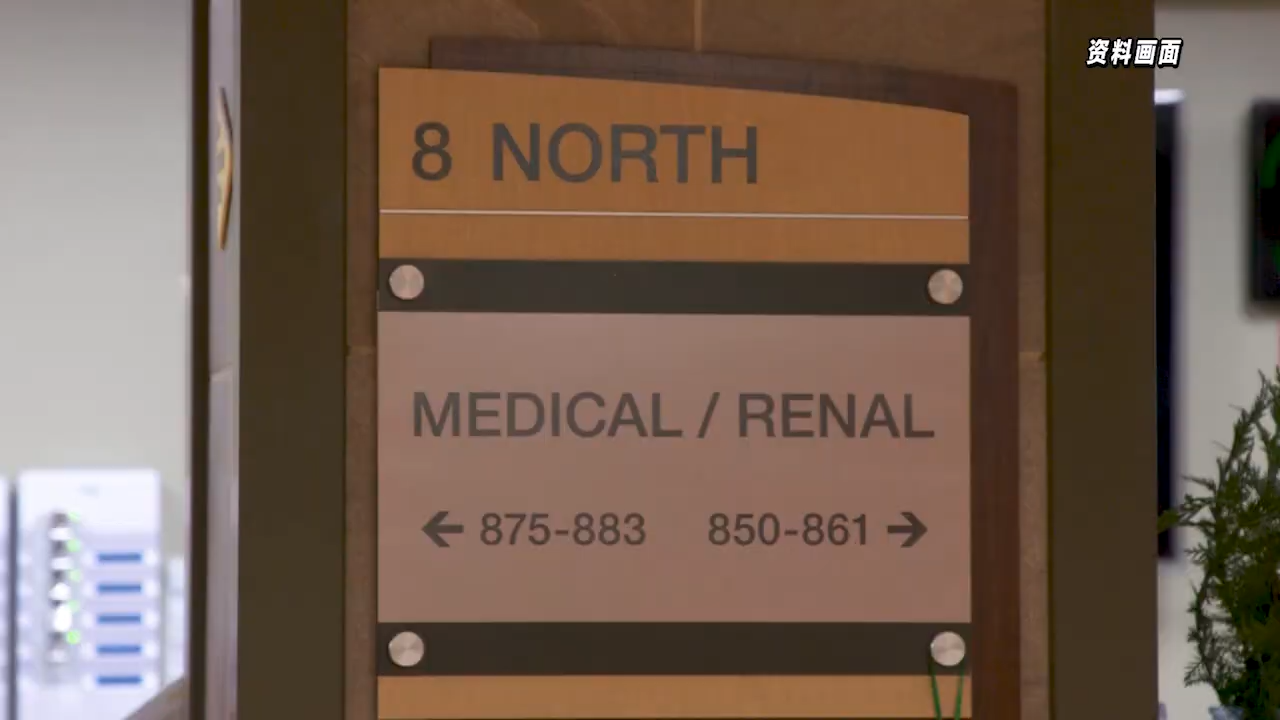 资料画面
8 NORTH
MEDICAL / RENAL
← 875-883 850-861 →